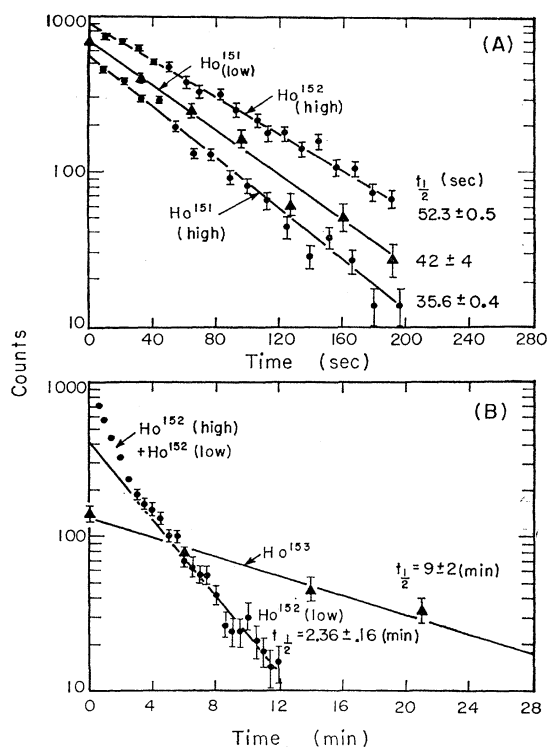 1000
(A)
Ho¹⁵¹
(low)
Ho¹⁵²
(high)
100
t½ (sec)
52.3 ± 0.5
Ho¹⁵¹
(high)
42 ± 4
35.6 ± 0.4
10
0 40 80 120 160 200 240 280
Time (sec)
Counts
1000
(B)
Ho¹⁵² (high)
+Ho¹⁵² (low)
100
Ho¹⁵³
t½ = 9±2 (min)
Ho¹⁵² (low)
t½ = 2.36 ± .16 (min)
10
0 4 8 12 16 20 24 28
Time (min)